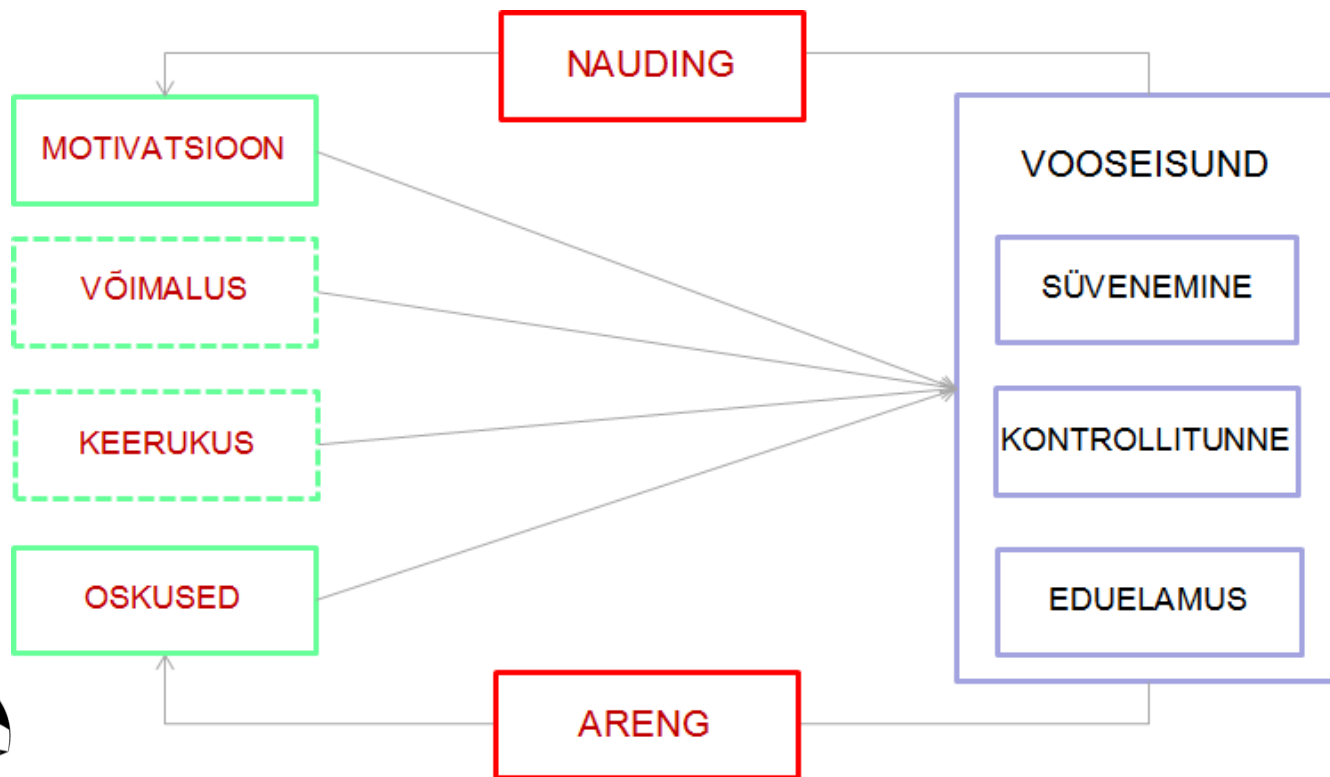 NAUDING
MOTIVATSIOON
VÕIMALUS
KEERUKUS
OSKUSED
VOOSEISUND
SÜVENEMINE
KONTROLLITUNNE
EDUELAMUS
ARENG